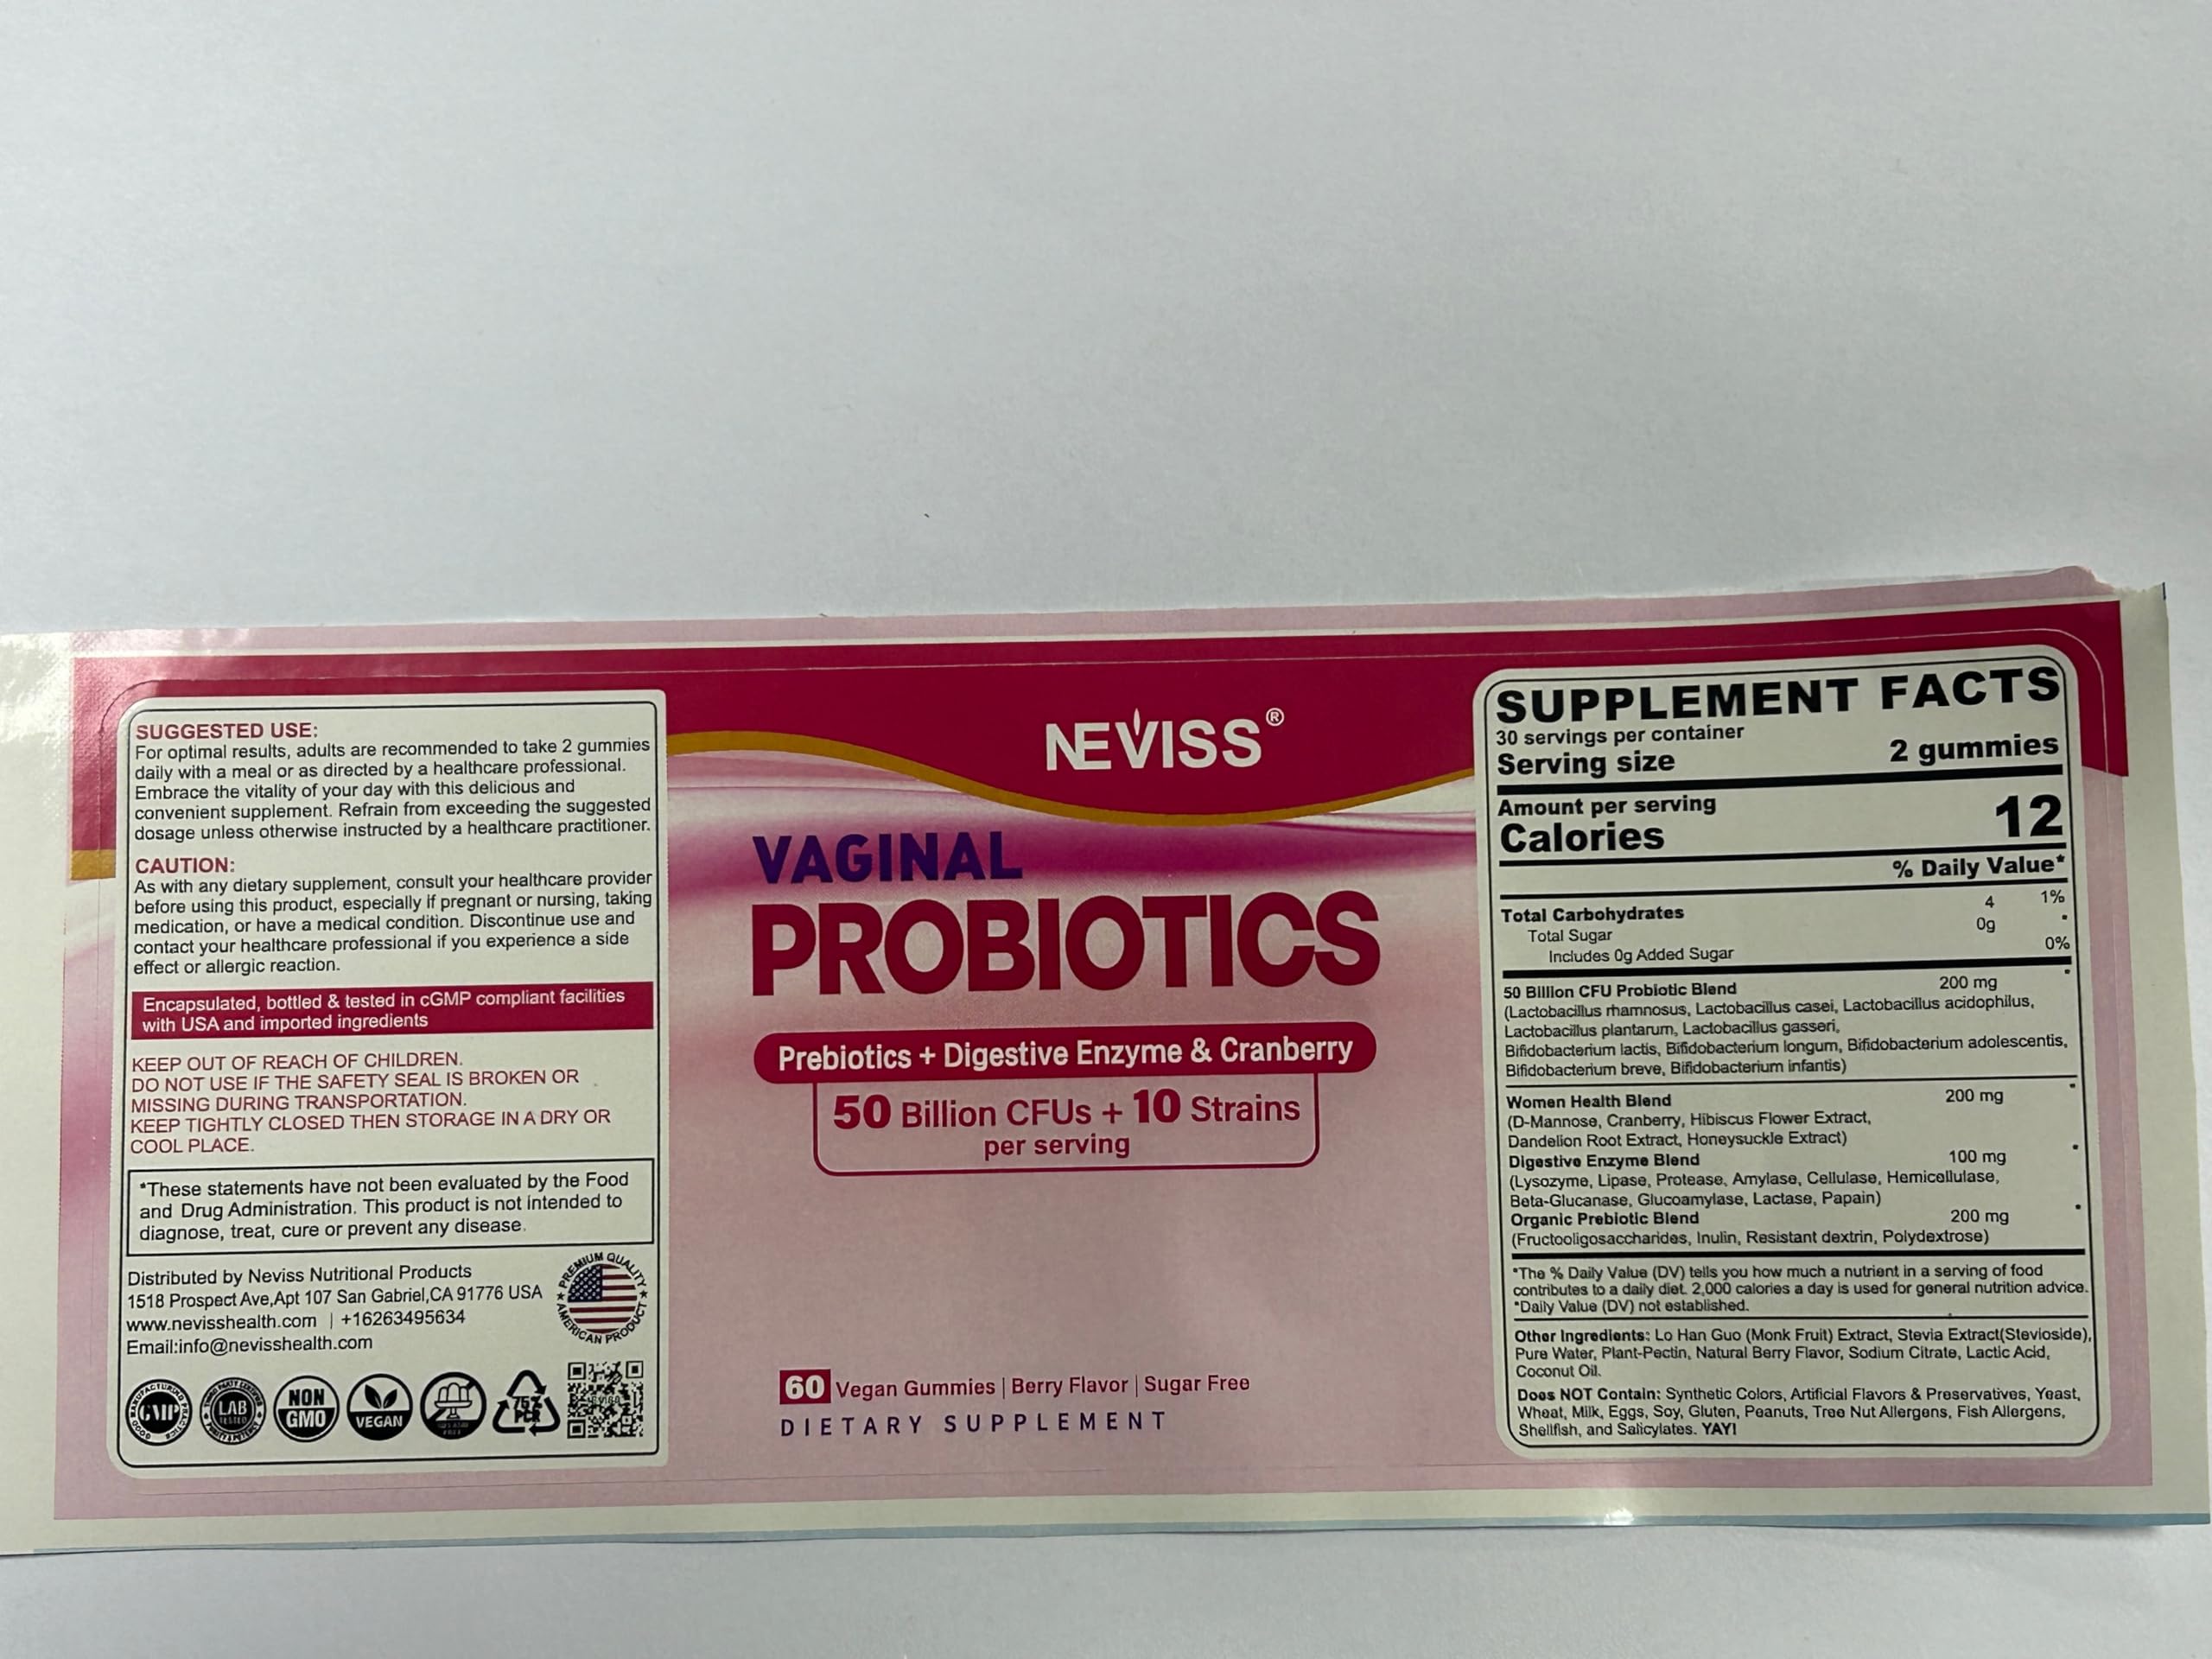 SUGGESTED USE:
For optimal results, adults are recommended to take 2 gummies
daily with a meal or as directed by a healthcare professional.
Embrace the vitality of your day with this delicious and
convenient supplement. Refrain from exceeding the suggested
dosage unless otherwise instructed by a healthcare practitioner.
CAUTION:
As with any dietary supplement, consult your healthcare provider
before using this product, especially if pregnant or nursing, taking
medication, or have a medical condition. Discontinue use and
contact your healthcare professional if you experience a side
effect or allergic reaction.
Encapsulated, bottled & tested in cGMP compliant facilities
with USA and imported ingredients
KEEP OUT OF REACH OF CHILDREN.
DO NOT USE IF THE SAFETY SEAL IS BROKEN OR
MISSING DURING TRANSPORTATION.
KEEP TIGHTLY CLOSED THEN STORAGE IN A DRY OR
COOL PLACE.
*These statements have not been evaluated by the Food
and Drug Administration. This product is not intended to
diagnose, treat, cure or prevent any disease.
Distributed by Neviss Nutritional Products
1518 Prospect Ave,Apt 107 San Gabriel,CA 91776 USA
www.nevisshealth.com | +16263495634
Email:info@nevisshealth.com
PREMIUM QUALITY
AMERICAN PRODUCT
GOOD MANUFACTURING PRACTICE
GMP
THIRD PARTY CERTIFIED
LAB
TESTED
NON
GMO
VEGAN
FREE
75%
PCR
NEVISS®
VAGINAL
PROBIOTICS
Prebiotics + Digestive Enzyme & Cranberry
50 Billion CFUs + 10 Strains
per serving
60 Vegan Gummies | Berry Flavor | Sugar Free
DIETARY SUPPLEMENT
SUPPLEMENT FACTS
30 servings per container
Serving size 2 gummies
Amount per serving
Calories 12
% Daily Value*
Total Carbohydrates 4 1%
Total Sugar 0g *
Includes 0g Added Sugar 0%
50 Billion CFU Probiotic Blend 200 mg *
(Lactobacillus rhamnosus, Lactobacillus casei, Lactobacillus acidophilus,
Lactobacillus plantarum, Lactobacillus gasseri,
Bifidobacterium lactis, Bifidobacterium longum, Bifidobacterium adolescentis,
Bifidobacterium breve, Bifidobacterium infantis)
Women Health Blend 200 mg *
(D-Mannose, Cranberry, Hibiscus Flower Extract,
Dandelion Root Extract, Honeysuckle Extract)
Digestive Enzyme Blend 100 mg *
(Lysozyme, Lipase, Protease, Amylase, Cellulase, Hemicellulase,
Beta-Glucanase, Glucoamylase, Lactase, Papain)
Organic Prebiotic Blend 200 mg *
(Fructooligosaccharides, Inulin, Resistant dextrin, Polydextrose)
*The % Daily Value (DV) tells you how much a nutrient in a serving of food
contributes to a daily diet. 2,000 calories a day is used for general nutrition advice.
*Daily Value (DV) not established.
Other Ingredients: Lo Han Guo (Monk Fruit) Extract, Stevia Extract(Stevioside),
Pure Water, Plant-Pectin, Natural Berry Flavor, Sodium Citrate, Lactic Acid,
Coconut Oil.
Does NOT Contain: Synthetic Colors, Artificial Flavors & Preservatives, Yeast,
Wheat, Milk, Eggs, Soy, Gluten, Peanuts, Tree Nut Allergens, Fish Allergens,
Shellfish, and Salicylates. YAY!